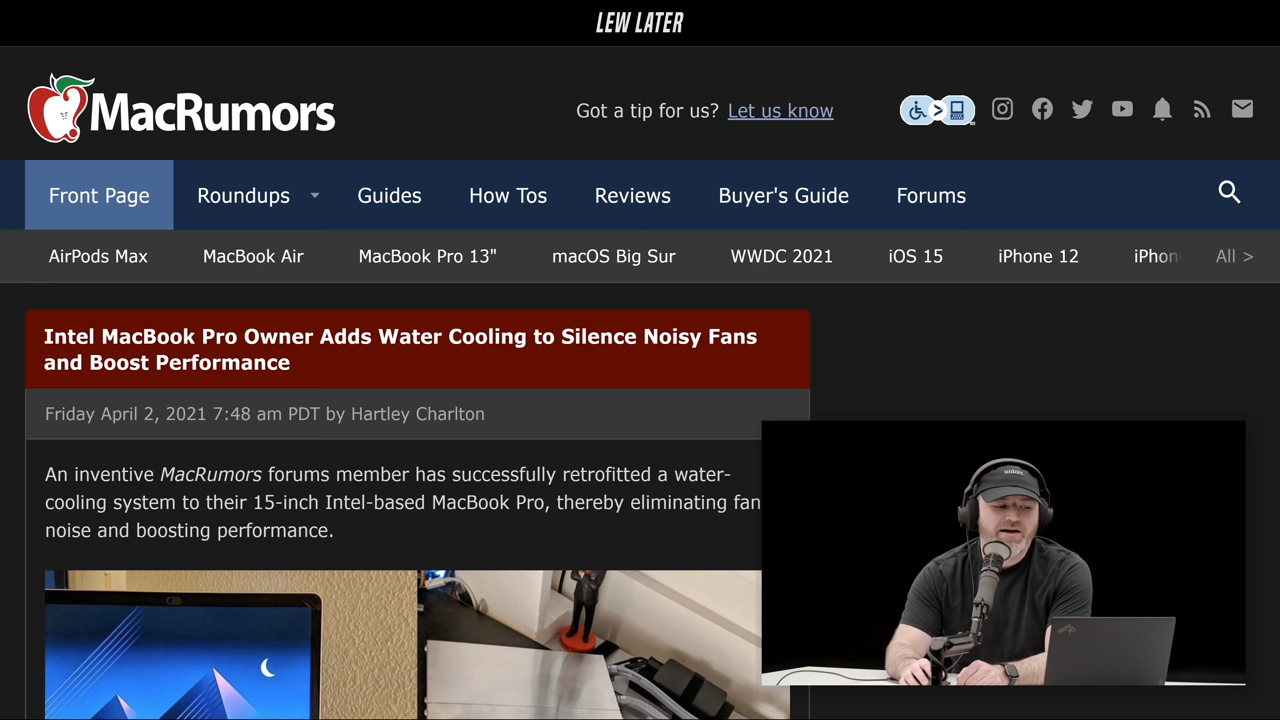 LEW LATER
MacRumors
Got a tip for us? Let us know
Front Page Roundups Guides How Tos Reviews Buyer's Guide Forums
AirPods Max MacBook Air MacBook Pro 13" macOS Big Sur WWDC 2021 iOS 15 iPhone 12 iPhon All >
Intel MacBook Pro Owner Adds Water Cooling to Silence Noisy Fans
and Boost Performance
Friday April 2, 2021 7:48 am PDT by Hartley Charlton
An inventive MacRumors forums member has successfully retrofitted a water-
cooling system to their 15-inch Intel-based MacBook Pro, thereby eliminating fan
noise and boosting performance.